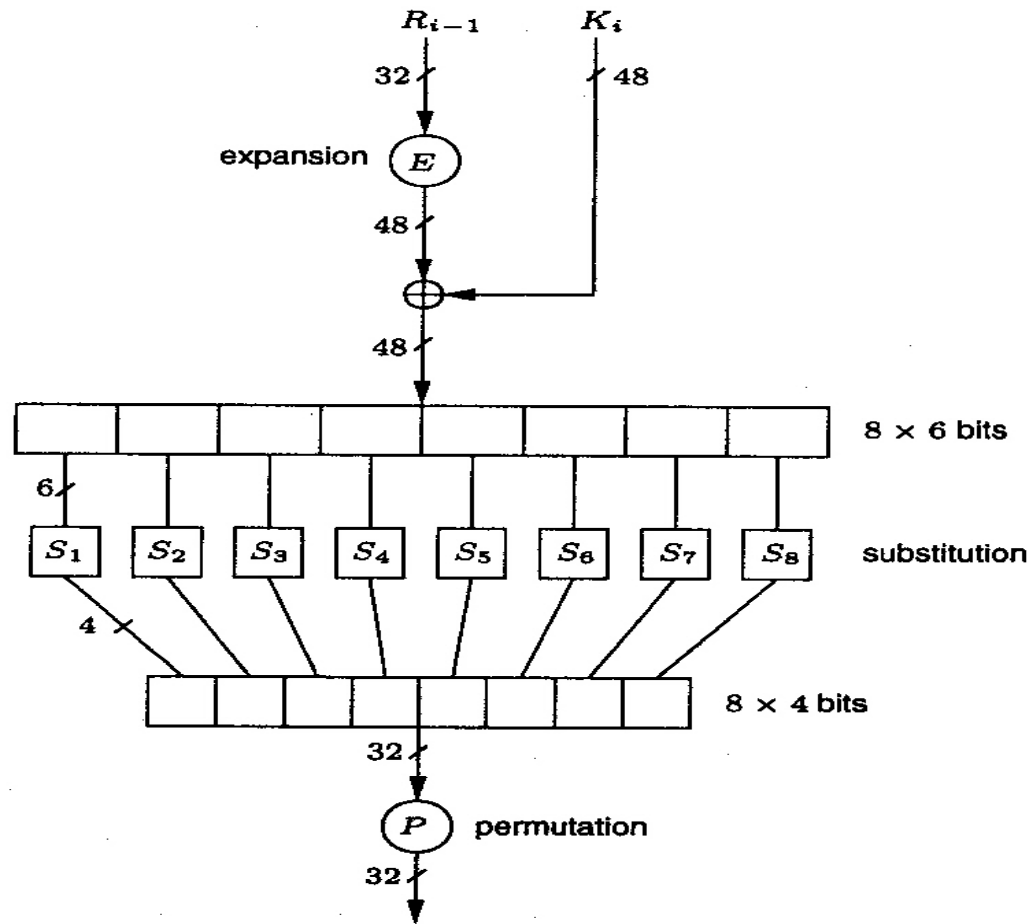 R_{i-1} K_i
32 48
expansion E
48
⊕
48
8 × 6 bits
6
S_1 S_2 S_3 S_4 S_5 S_6 S_7 S_8 substitution
4
8 × 4 bits
32
P permutation
32